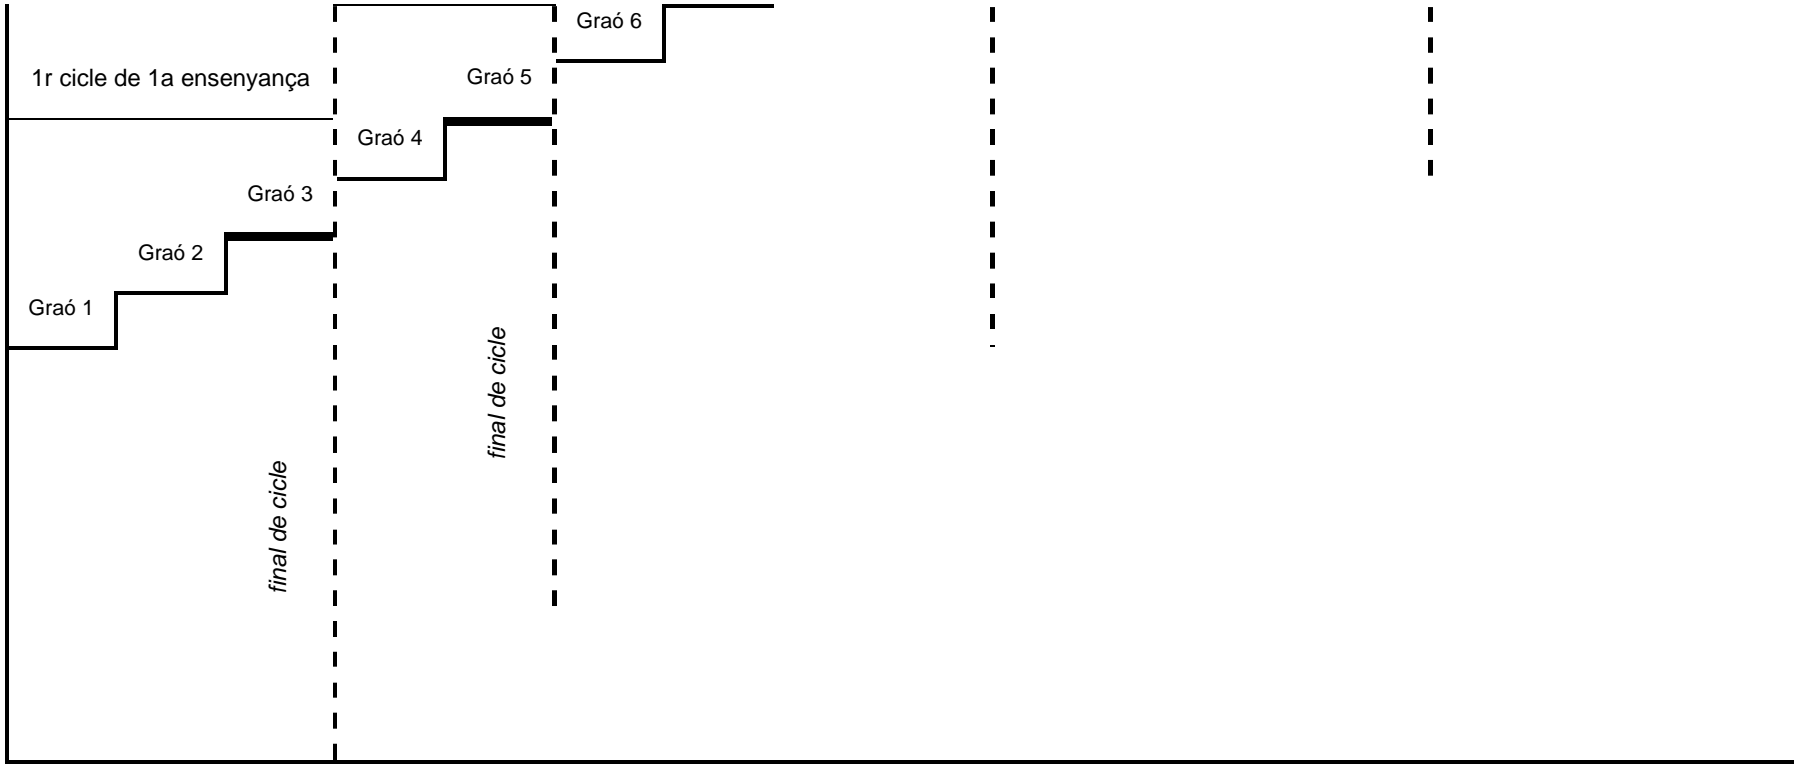 Graó 6
1r cicle de 1a ensenyança
Graó 5
Graó 4
Graó 3
Graó 2
Graó 1
final de cicle
final de cicle